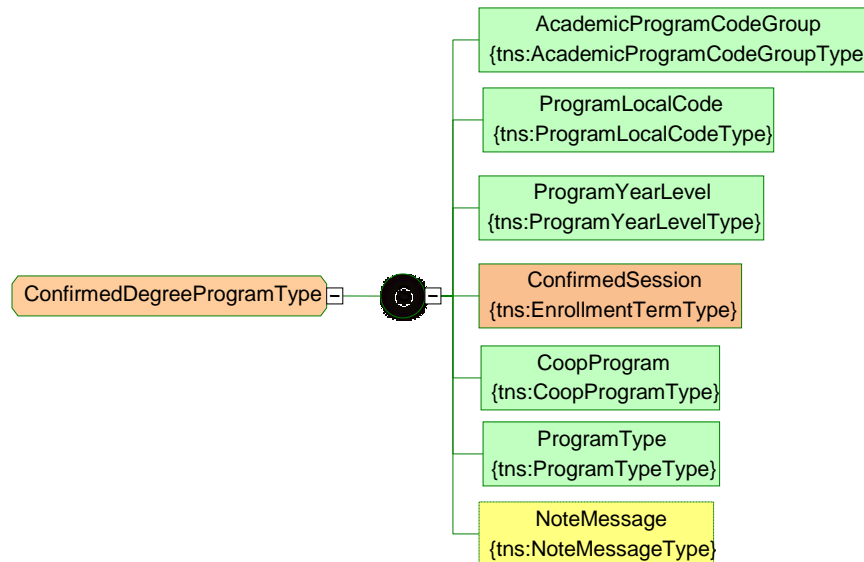 AcademicProgramCodeGroup
{tns:AcademicProgramCodeGroupType
ProgramLocalCode
{tns:ProgramLocalCodeType}
ProgramYearLevel
{tns:ProgramYearLevelType}
ConfirmedDegreeProgramType
ConfirmedSession
{tns:EnrollmentTermType}
CoopProgram
{tns:CoopProgramType}
ProgramType
{tns:ProgramTypeType}
NoteMessage
{tns:NoteMessageType}